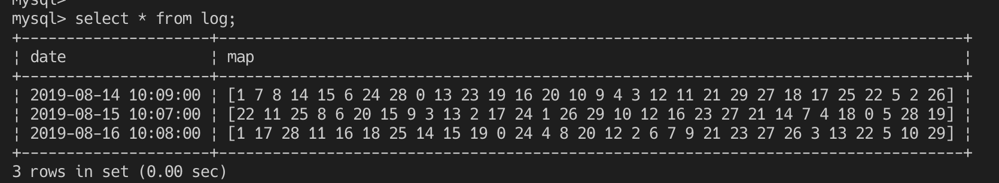 mysql>
mysql> select * from log;
+---------------------+-----------------------------------------------------------------------------------+
| date                | map                                                                               |
+---------------------+-----------------------------------------------------------------------------------+
| 2019-08-14 10:09:00 | [1 7 8 14 15 6 24 28 0 13 23 19 16 20 10 9 4 3 12 11 21 29 27 18 17 25 22 5 2 26] |
| 2019-08-15 10:07:00 | [22 11 25 8 6 20 15 9 3 13 2 17 24 1 26 29 10 12 16 23 27 21 14 7 4 18 0 5 28 19] |
| 2019-08-16 10:08:00 | [1 17 28 11 16 18 25 14 15 19 0 24 4 8 20 12 2 6 7 9 21 23 27 26 3 13 22 5 10 29] |
+---------------------+-----------------------------------------------------------------------------------+
3 rows in set (0.00 sec)